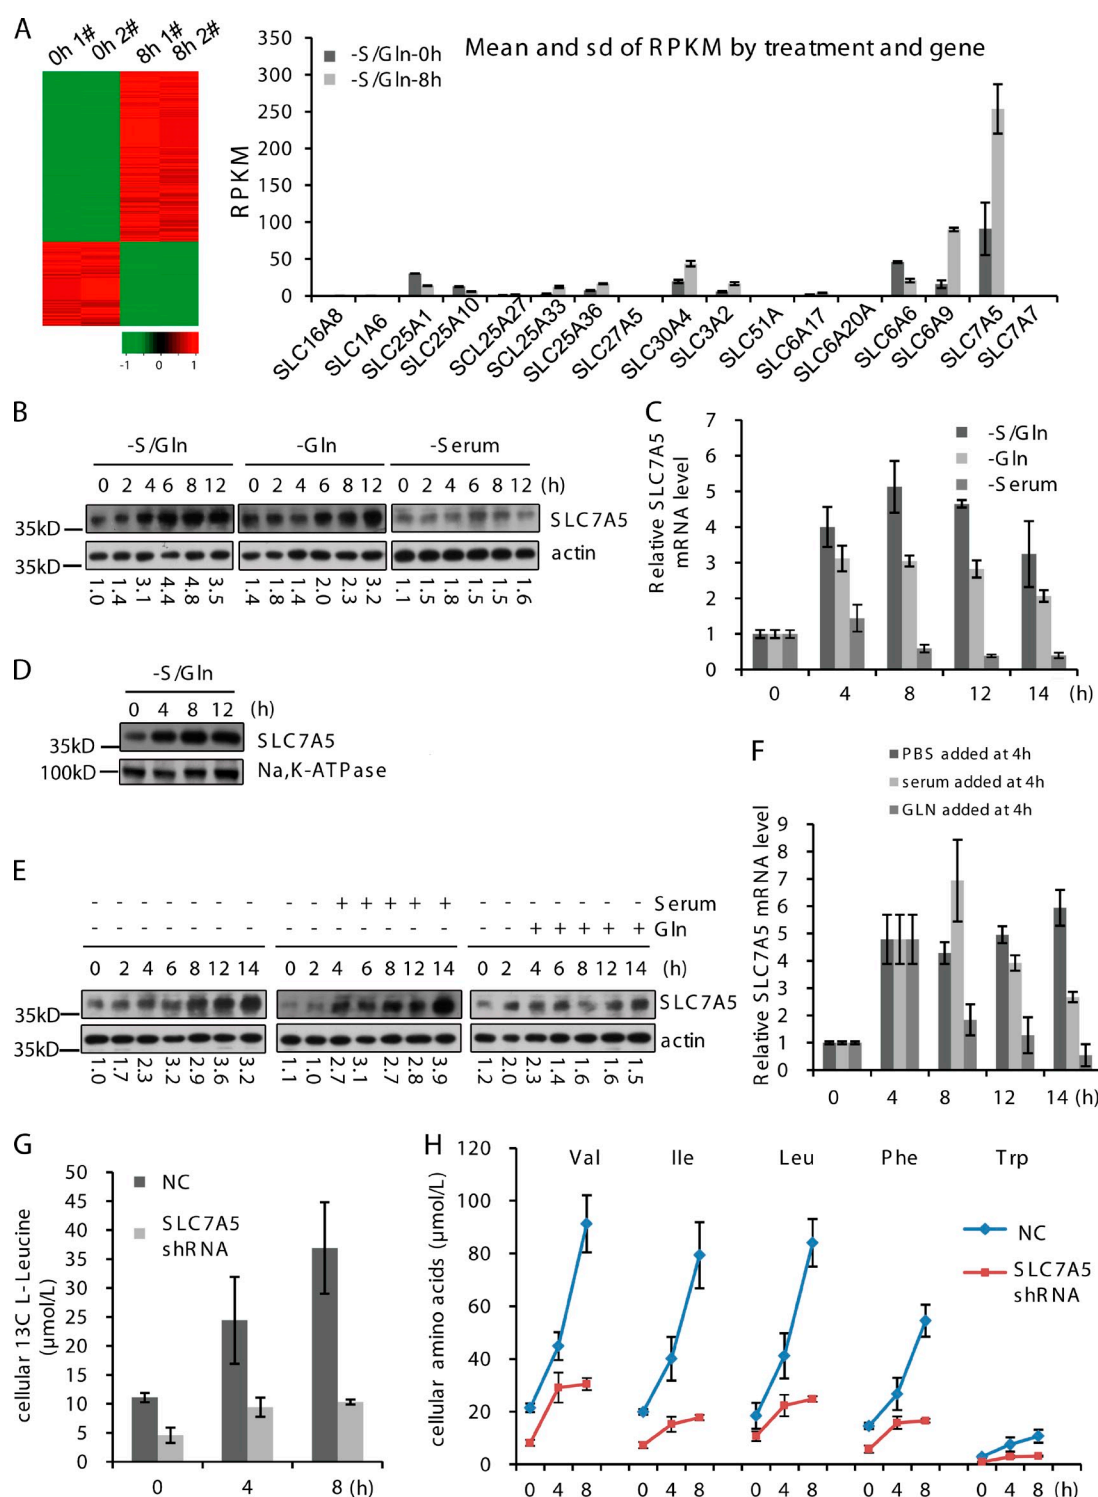 A
0h 1# 0h 2# 8h 1# 8h 2#
-1 0 1
Mean and sd of RPKM by treatment and gene
-S/Gln-0h
-S/Gln-8h
RPKM
350
300
250
200
150
100
50
0
SLC16A8 SLC1A6 SLC25A1 SLC25A10 SCL25A27 SCL25A33 SLC25A36 SLC27A5 SLC30A4 SLC3A2 SLC51A SLC6A17 SLC6A20A SLC6A6 SLC6A9 SLC7A5 SLC7A7
B
-S/Gln -Gln -Serum
0 2 4 6 8 12 0 2 4 6 8 12 0 2 4 6 8 12 (h)
35kD SLC7A5
35kD actin
1.0 1.4 3.1 4.4 4.8 3.5 1.4 1.8 1.4 2.0 2.3 3.2 1.1 1.5 1.8 1.5 1.5 1.6
C
Relative SLC7A5
mRNA level
-S/Gln
-Gln
-Serum
7
6
5
4
3
2
1
0
0 4 8 12 14 (h)
D
-S/Gln
0 4 8 12 (h)
35kD SLC7A5
100kD Na,K-ATPase
E
- - - - - - - - - + + + + + - - - - - - - Serum
- - - - - - - - - - - - - - - - + + + + + Gln
0 2 4 6 8 12 14 0 2 4 6 8 12 14 0 2 4 6 8 12 14 (h)
35kD SLC7A5
35kD actin
1.0 1.7 2.3 3.2 2.9 3.6 3.2 1.1 1.0 2.7 3.1 2.7 2.8 3.9 1.2 2.0 2.3 1.4 1.6 1.6 1.5
F
PBS added at 4h
serum added at 4h
GLN added at 4h
Relative SLC7A5 mRNA level
9
8
7
6
5
4
3
2
1
0
0 4 8 12 14 (h)
G
cellular 13C L-Leucine
(μmol/L)
NC
SLC7A5
shRNA
50
45
40
35
30
25
20
15
10
5
0
0 4 8 (h)
H
cellular amino acids (μmol/L)
120
100
80
60
40
20
0
Val Ile Leu Phe Trp
NC
SLC7A5
shRNA
0 4 8 0 4 8 0 4 8 0 4 8 0 4 8 (h)